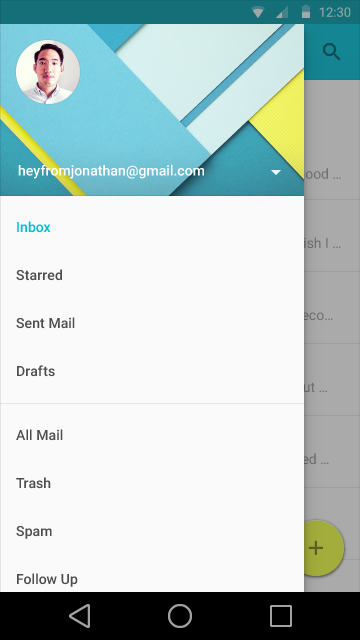 12:30
heyfromjonathan@gmail.com
Inbox
ood ...
Starred
ish I ...
Sent Mail
eco...
Drafts
ut ...
All Mail
ed ...
Trash
Spam
Follow Up